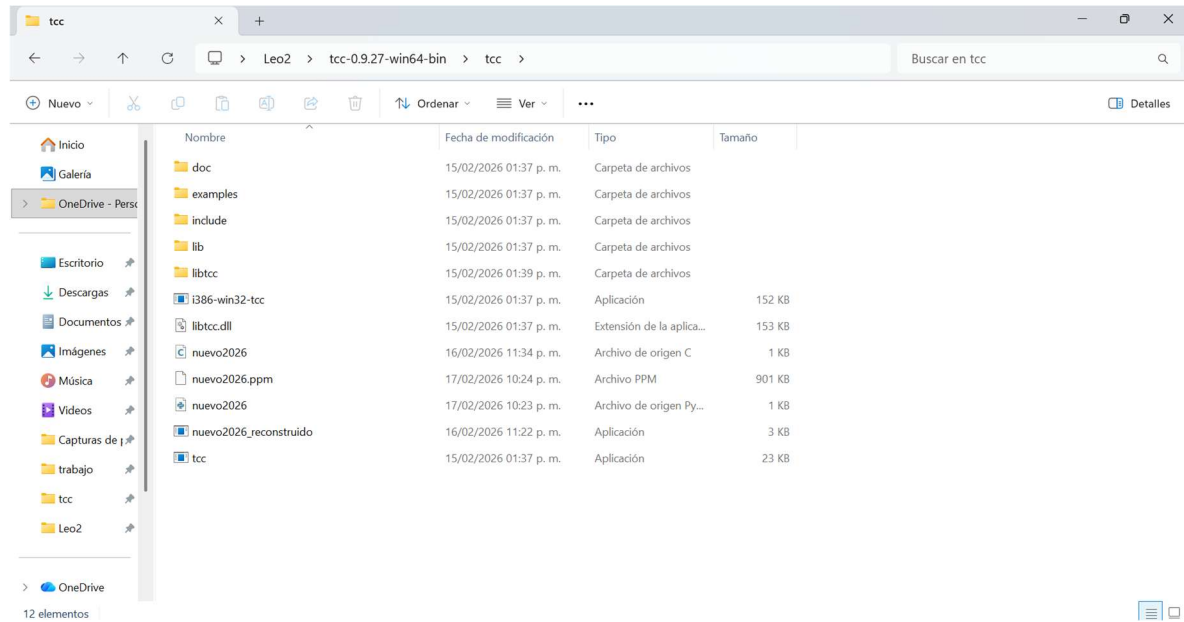 tcc
Leo2 > tcc-0.9.27-win64-bin > tcc >
Buscar en tcc
Nuevo
Ordenar
Ver
Detalles
Inicio
Galería
OneDrive - Perso
Escritorio
Descargas
Documentos
Imágenes
Música
Videos
Capturas de p
trabajo
tcc
Leo2
OneDrive
Nombre Fecha de modificación Tipo Tamaño
doc 15/02/2026 01:37 p. m. Carpeta de archivos
examples 15/02/2026 01:37 p. m. Carpeta de archivos
include 15/02/2026 01:37 p. m. Carpeta de archivos
lib 15/02/2026 01:37 p. m. Carpeta de archivos
libtcc 15/02/2026 01:39 p. m. Carpeta de archivos
i386-win32-tcc 15/02/2026 01:37 p. m. Aplicación 152 KB
libtcc.dll 15/02/2026 01:37 p. m. Extensión de la aplica... 153 KB
nuevo2026 16/02/2026 11:34 p. m. Archivo de origen C 1 KB
nuevo2026.ppm 17/02/2026 10:24 p. m. Archivo PPM 901 KB
nuevo2026 17/02/2026 10:23 p. m. Archivo de origen Py... 1 KB
nuevo2026_reconstruido 16/02/2026 11:22 p. m. Aplicación 3 KB
tcc 15/02/2026 01:37 p. m. Aplicación 23 KB
12 elementos